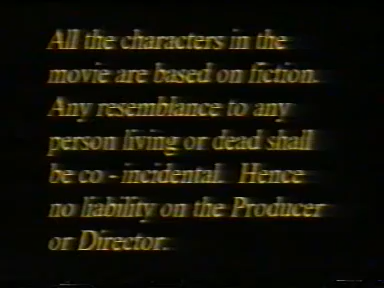 All the characters in the
movie are based on fiction.
Any resemblance to any
person living or dead shall
be co - incidental. Hence
no liability on the Producer
or Director.